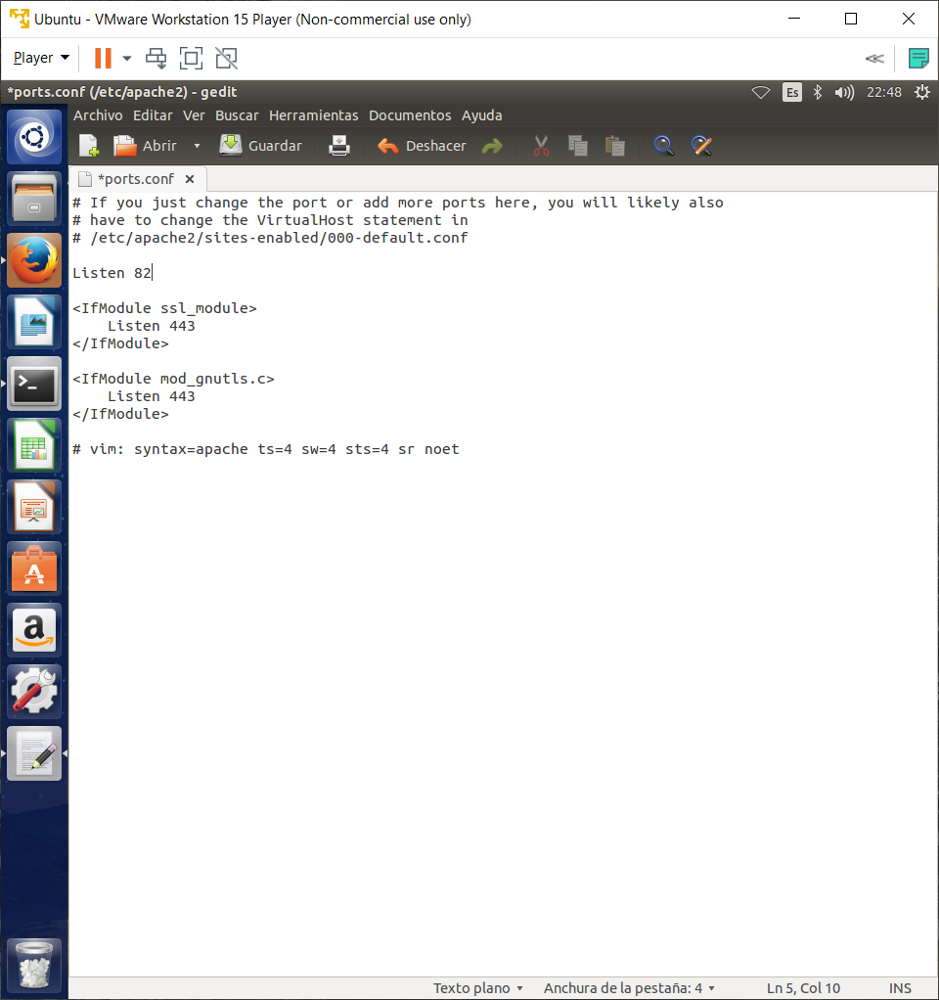 Ubuntu - VMware Workstation 15 Player (Non-commercial use only)
Player
*ports.conf (/etc/apache2) - gedit
Es
22:48
Archivo Editar Ver Buscar Herramientas Documentos Ayuda
Abrir Guardar Deshacer
*ports.conf
# If you just change the port or add more ports here, you will likely also
# have to change the VirtualHost statement in
# /etc/apache2/sites-enabled/000-default.conf
Listen 82
<IfModule ssl_module>
    Listen 443
</IfModule>
<IfModule mod_gnutls.c>
    Listen 443
</IfModule>
# vim: syntax=apache ts=4 sw=4 sts=4 sr noet
Texto plano Anchura de la pestaña: 4 Ln 5, Col 10 INS